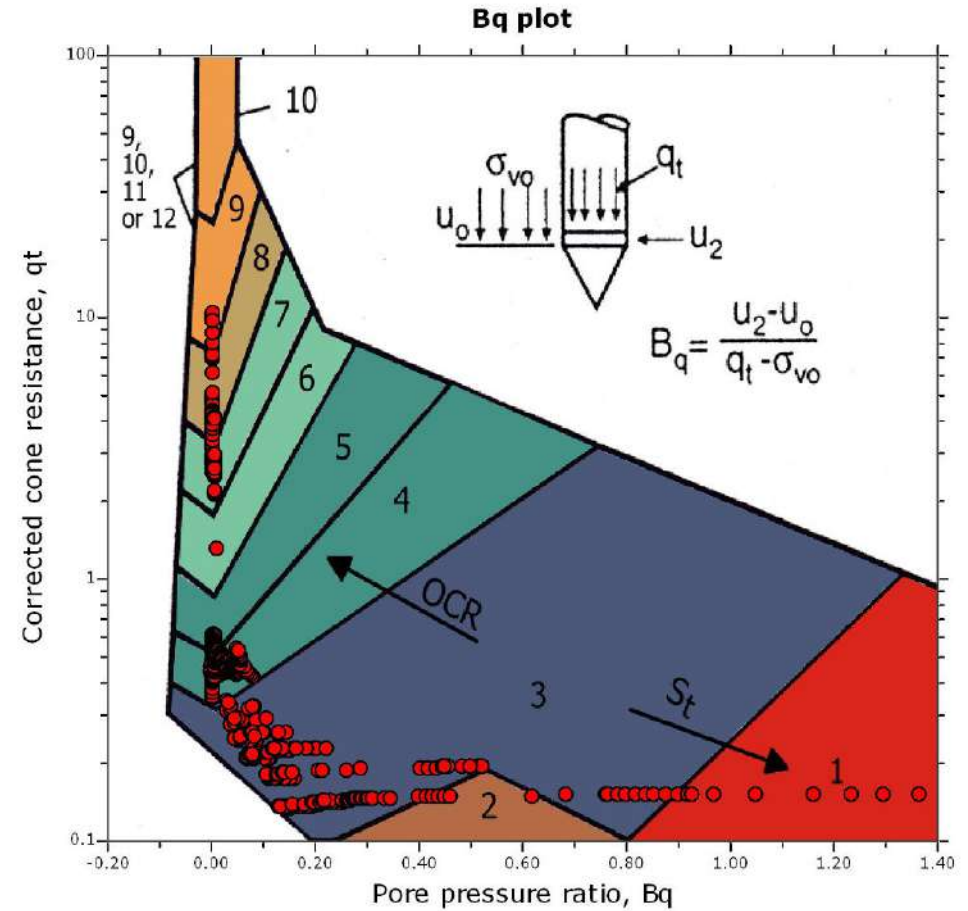 Bq plot
Corrected cone resistance, qt
100
10
1
0.1
9,
10,
11
or 12
10
9
8
7
6
5
4
3
2
1
σvo
uo
qt
u2
Bq= u2-uo
qt-σvo
OCR
St
-0.20 0.00 0.20 0.40 0.60 0.80 1.00 1.20 1.40
Pore pressure ratio, Bq